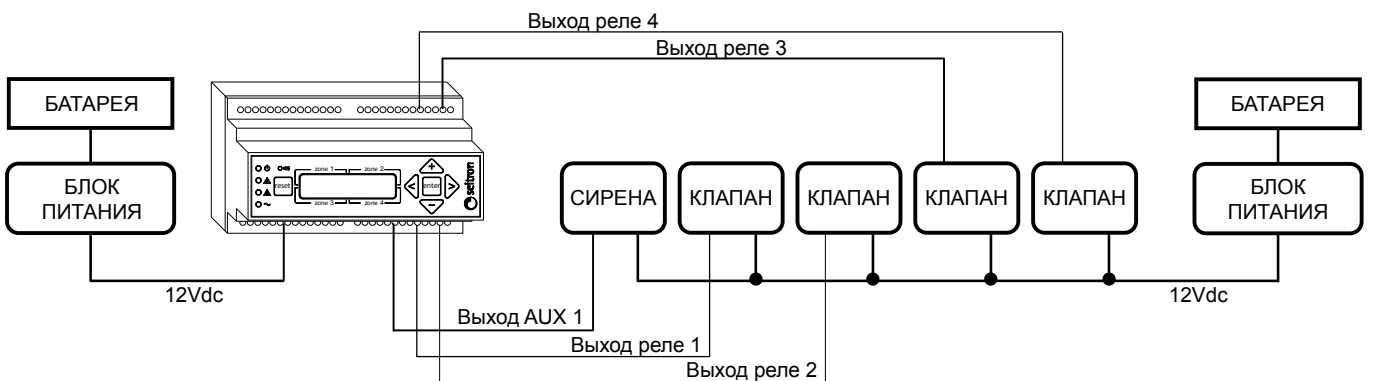 Выход реле 4
Выход реле 3
БАТАРЕЯ
БАТАРЕЯ
zone 1
zone 2
reset
enter
seitron
zone 3
zone 4
БЛОК
ПИТАНИЯ
СИРЕНА
КЛАПАН
КЛАПАН
КЛАПАН
КЛАПАН
БЛОК
ПИТАНИЯ
12Vdc
12Vdc
Выход AUX 1
Выход реле 1
Выход реле 2